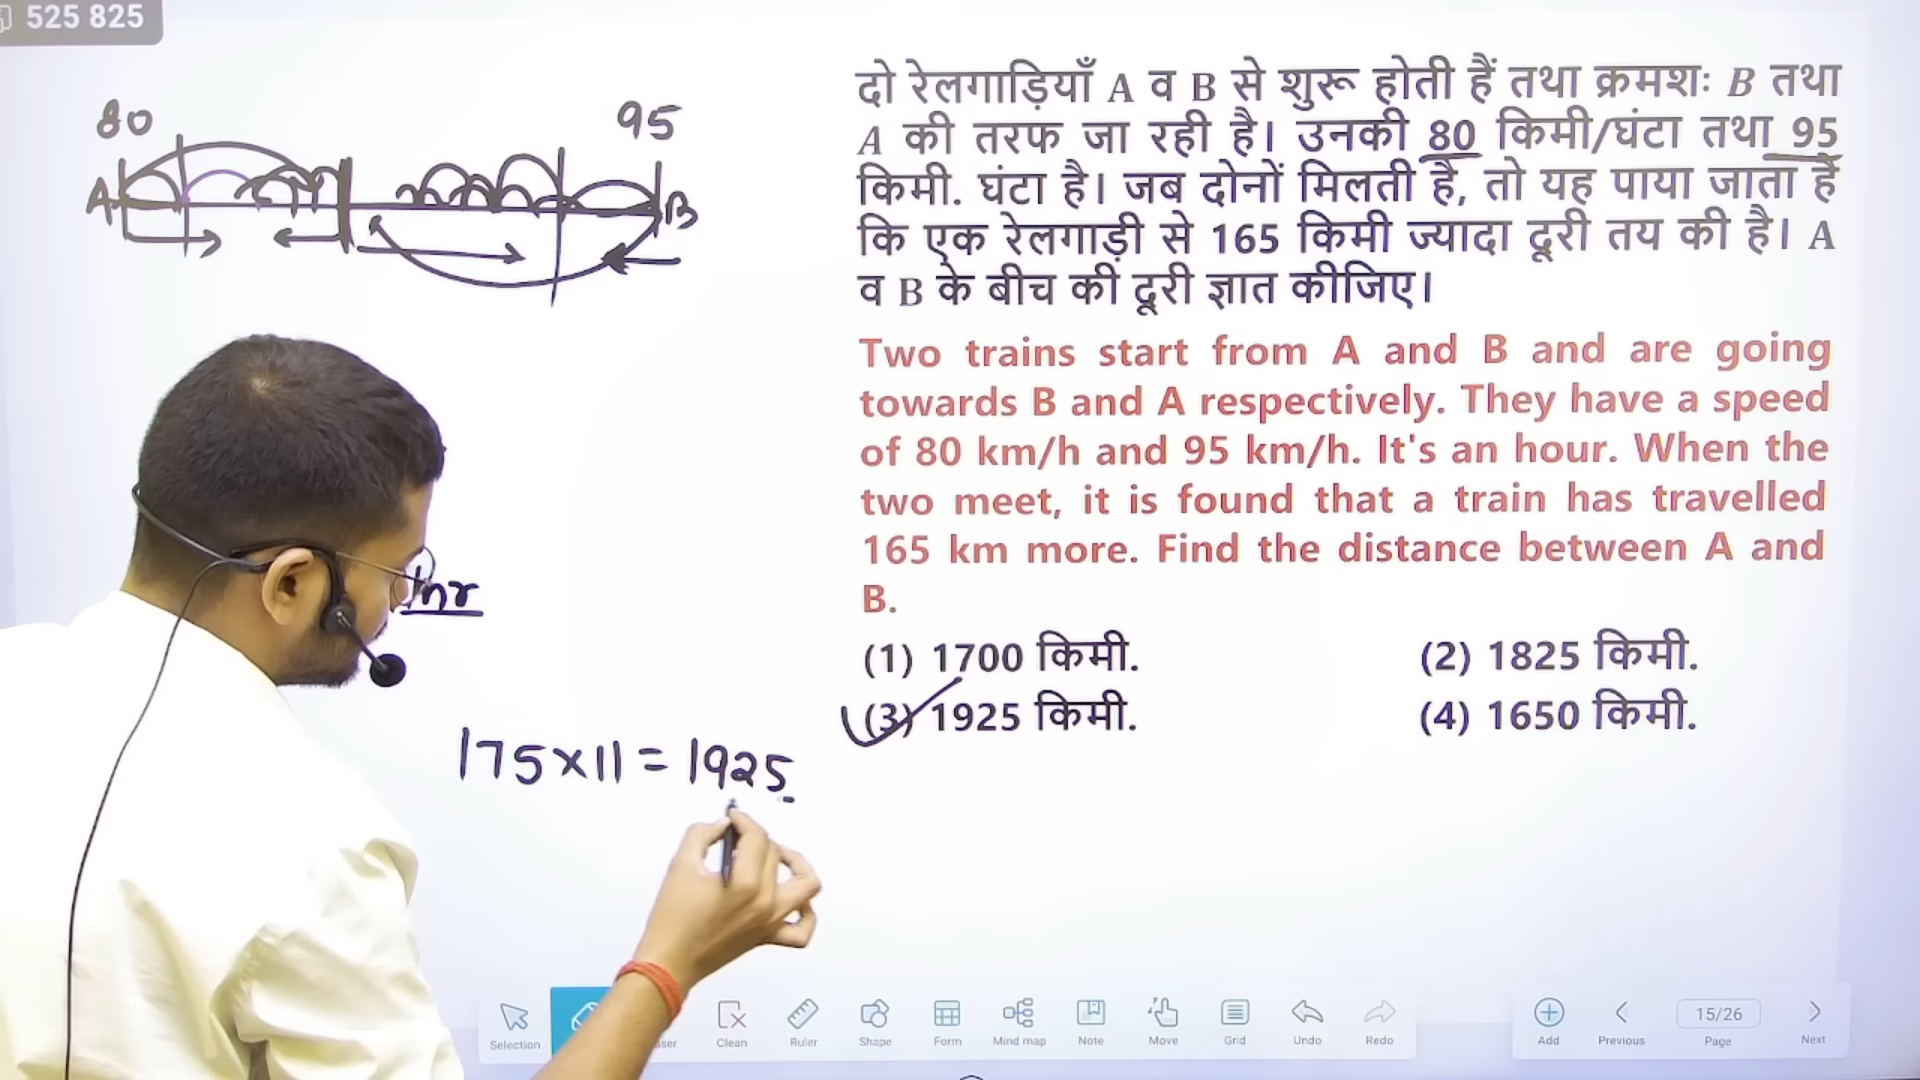 525 825
80
95
A
B
दो रेलगाड़ियाँ A व B से शुरू होती हैं तथा क्रमशः B तथा
A की तरफ जा रही है। उनकी 80 किमी/घंटा तथा 95
किमी. घंटा है। जब दोनों मिलती है, तो यह पाया जाता है
कि एक रेलगाड़ी से 165 किमी ज्यादा दूरी तय की है। A
व B के बीच की दूरी ज्ञात कीजिए।
Two trains start from A and B and are going
towards B and A respectively. They have a speed
of 80 km/h and 95 km/h. It's an hour. When the
two meet, it is found that a train has travelled
165 km more. Find the distance between A and
B.
(1) 1700 किमी. (2) 1825 किमी.
(3) 1925 किमी. (4) 1650 किमी.
175×11 = 1925
Selection Clean Ruler Shape Form Mind map Note Move Grid Undo Redo Add Previous 15/26 Page Next